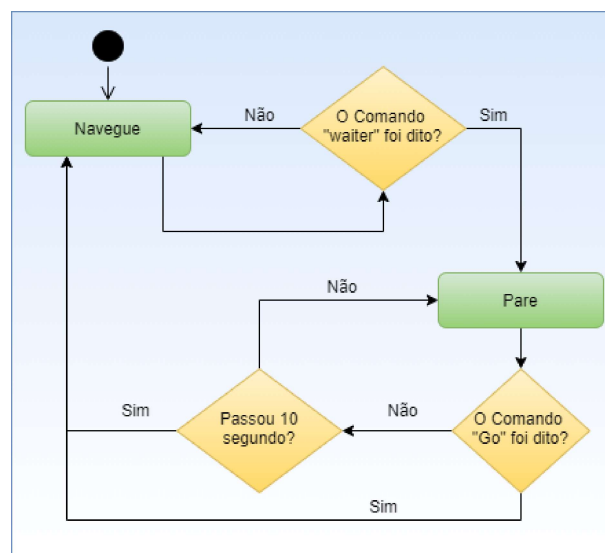 Navegue
Não
O Comando
"waiter" foi dito?
Sim
Não
Pare
Sim
Passou 10
segundo?
Não
O Comando
"Go" foi dito?
Sim